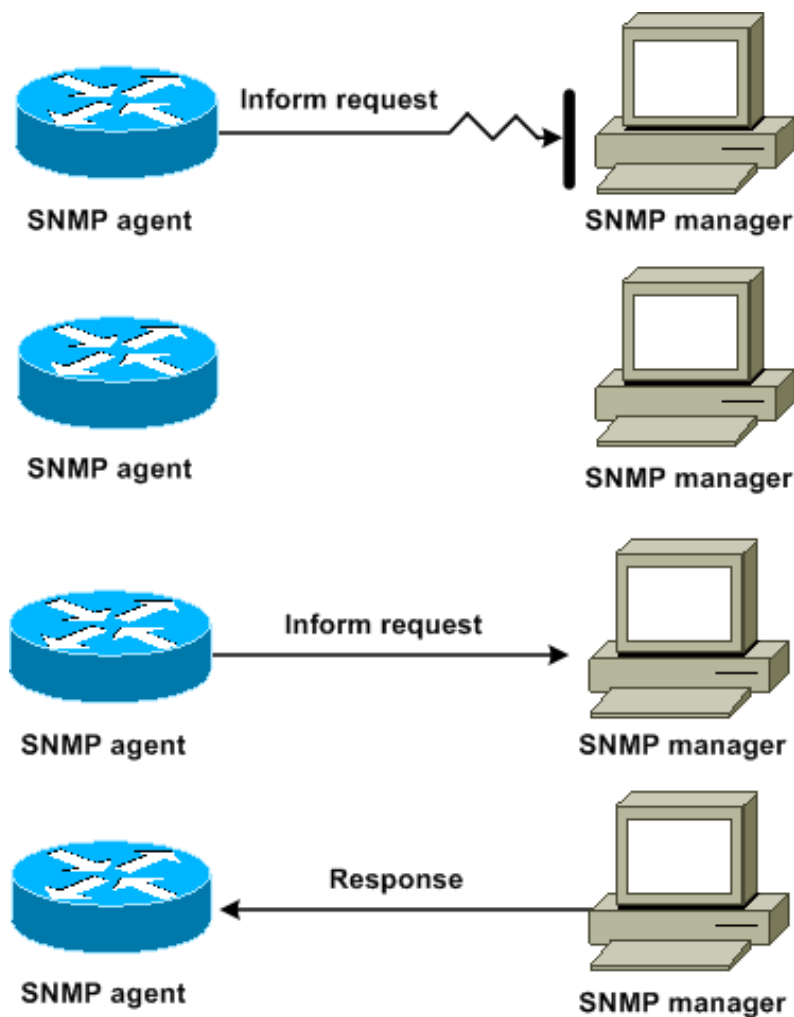 Inform request
SNMP agent
SNMP manager
SNMP agent
SNMP manager
Inform request
SNMP agent
SNMP manager
Response
SNMP agent
SNMP manager